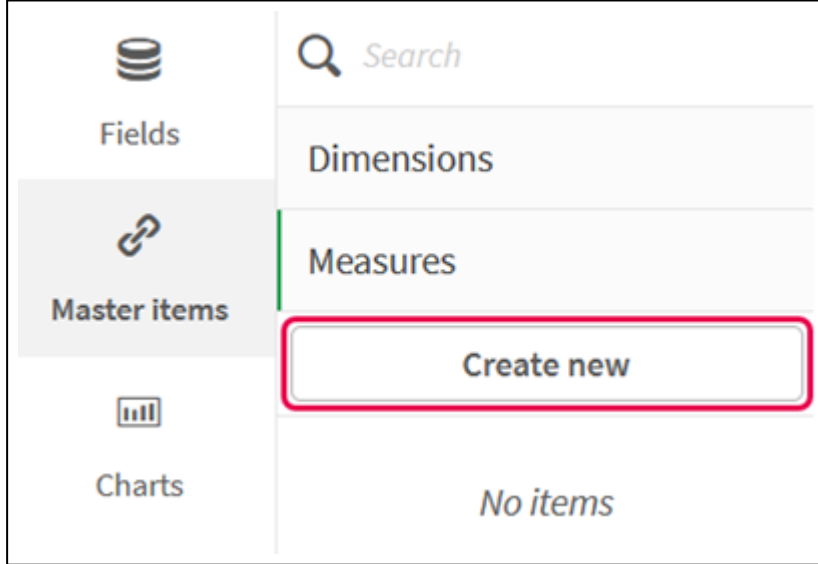 Fields
Master items
Charts
Search
Dimensions
Measures
Create new
No items